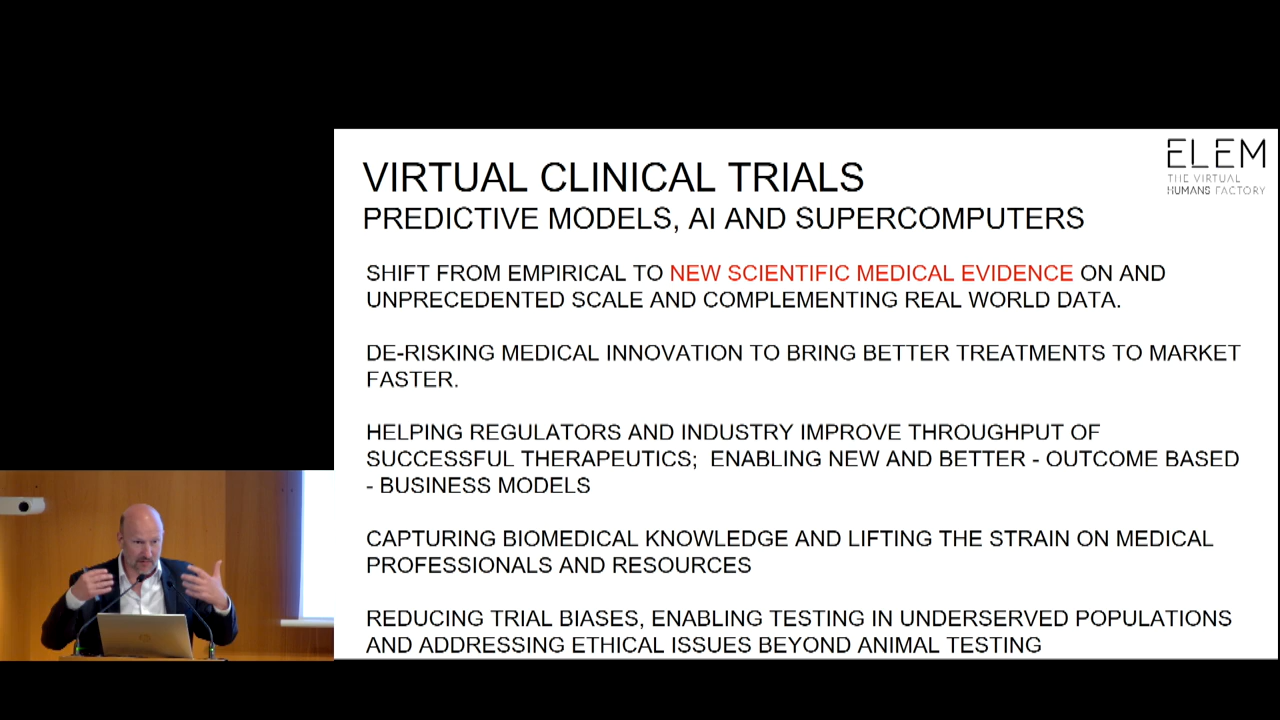 ELEM
THE VIRTUAL
HUMANS FACTORY
VIRTUAL CLINICAL TRIALS
PREDICTIVE MODELS, AI AND SUPERCOMPUTERS
SHIFT FROM EMPIRICAL TO NEW SCIENTIFIC MEDICAL EVIDENCE ON AND
UNPRECEDENTED SCALE AND COMPLEMENTING REAL WORLD DATA.
DE-RISKING MEDICAL INNOVATION TO BRING BETTER TREATMENTS TO MARKET
FASTER.
HELPING REGULATORS AND INDUSTRY IMPROVE THROUGHPUT OF
SUCCESSFUL THERAPEUTICS; ENABLING NEW AND BETTER - OUTCOME BASED
- BUSINESS MODELS
CAPTURING BIOMEDICAL KNOWLEDGE AND LIFTING THE STRAIN ON MEDICAL
PROFESSIONALS AND RESOURCES
REDUCING TRIAL BIASES, ENABLING TESTING IN UNDERSERVED POPULATIONS
AND ADDRESSING ETHICAL ISSUES BEYOND ANIMAL TESTING